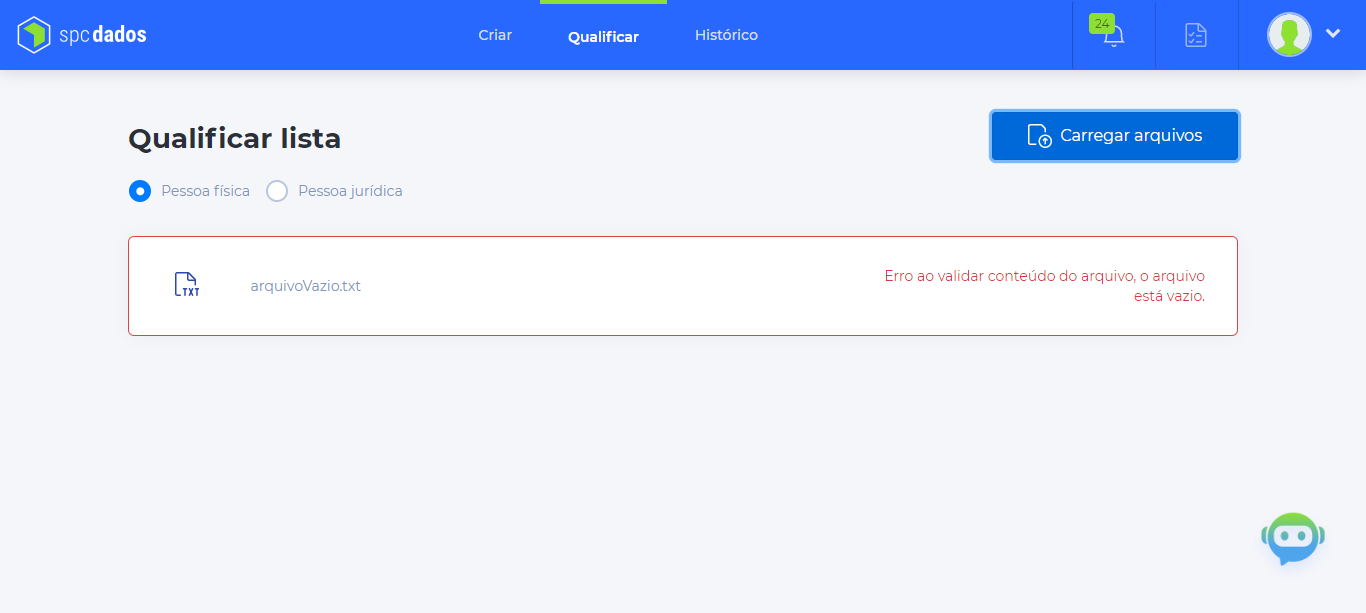 spc dados
Criar
Qualificar
Histórico
24
Qualificar lista
Carregar arquivos
Pessoa física
Pessoa jurídica
TXT
arquivoVazio.txt
Erro ao validar conteúdo do arquivo, o arquivo
está vazio.